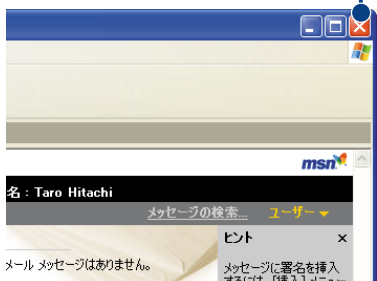 msn
名：Taro Hitachi
メッセージの検索... ユーザー
ヒント ×
メール メッセージはありません。
メッセージに署名を挿入
するには、[挿入] メニュー